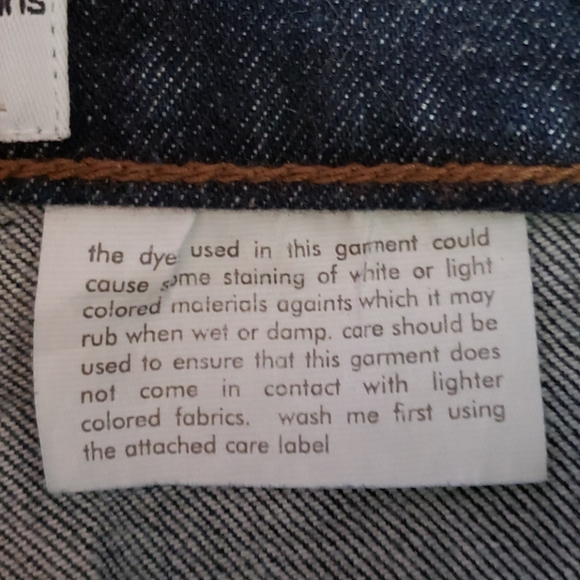 the dye used in this garment could
cause some staining of white or light
colored materials againts which it may
rub when wet or damp. care should be
used to ensure that this garment does
not come in contact with lighter
colored fabrics. wash me first using
the attached care label